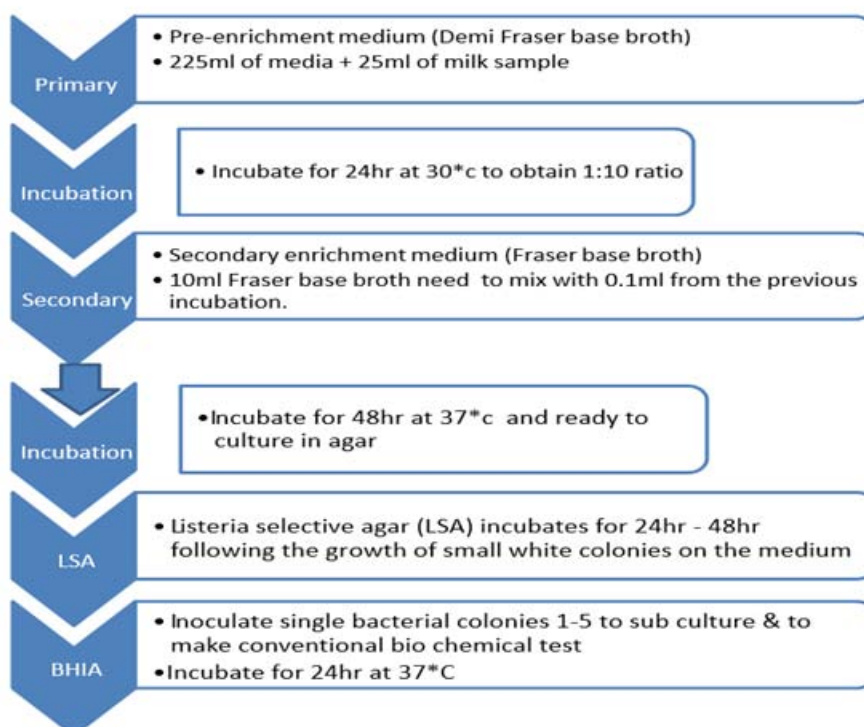 Primary
• Pre-enrichment medium (Demi Fraser base broth)
• 225ml of media + 25ml of milk sample
Incubation
• Incubate for 24hr at 30*c to obtain 1:10 ratio
Secondary
• Secondary enrichment medium (Fraser base broth)
• 10ml Fraser base broth need to mix with 0.1ml from the previous
incubation.
Incubation
•Incubate for 48hr at 37*c and ready to
culture in agar
LSA
• Listeria selective agar (LSA) incubates for 24hr - 48hr
following the growth of small white colonies on the medium
BHIA
• Inoculate single bacterial colonies 1-5 to sub culture & to
make conventional bio chemical test
•Incubate for 24hr at 37*C